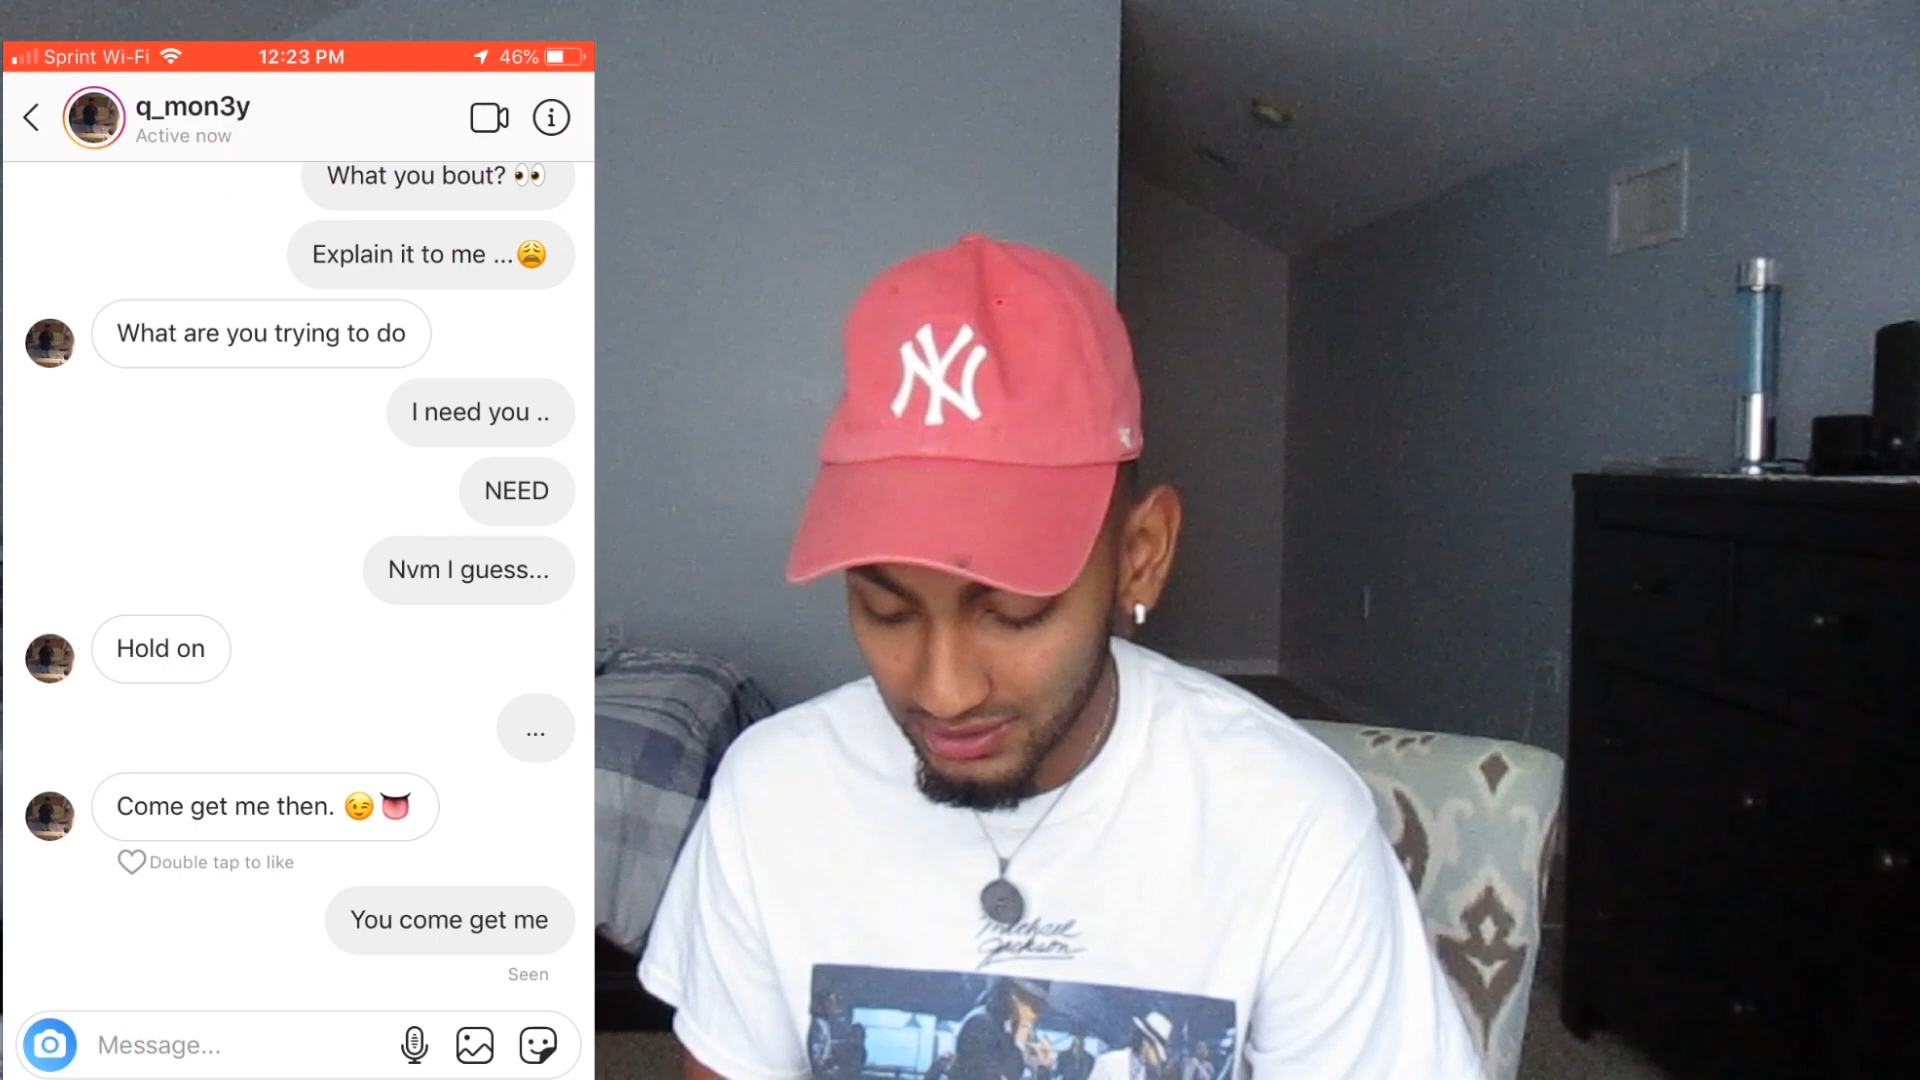 Sprint Wi-Fi 12:23 PM 46%
q_mon3y
Active now
What you bout? 👀
Explain it to me ...😩
What are you trying to do
I need you ..
NEED
Nvm I guess...
Hold on
...
Come get me then. 😉👅
Double tap to like
You come get me
Seen
Message...
NY
Michael
Jackson